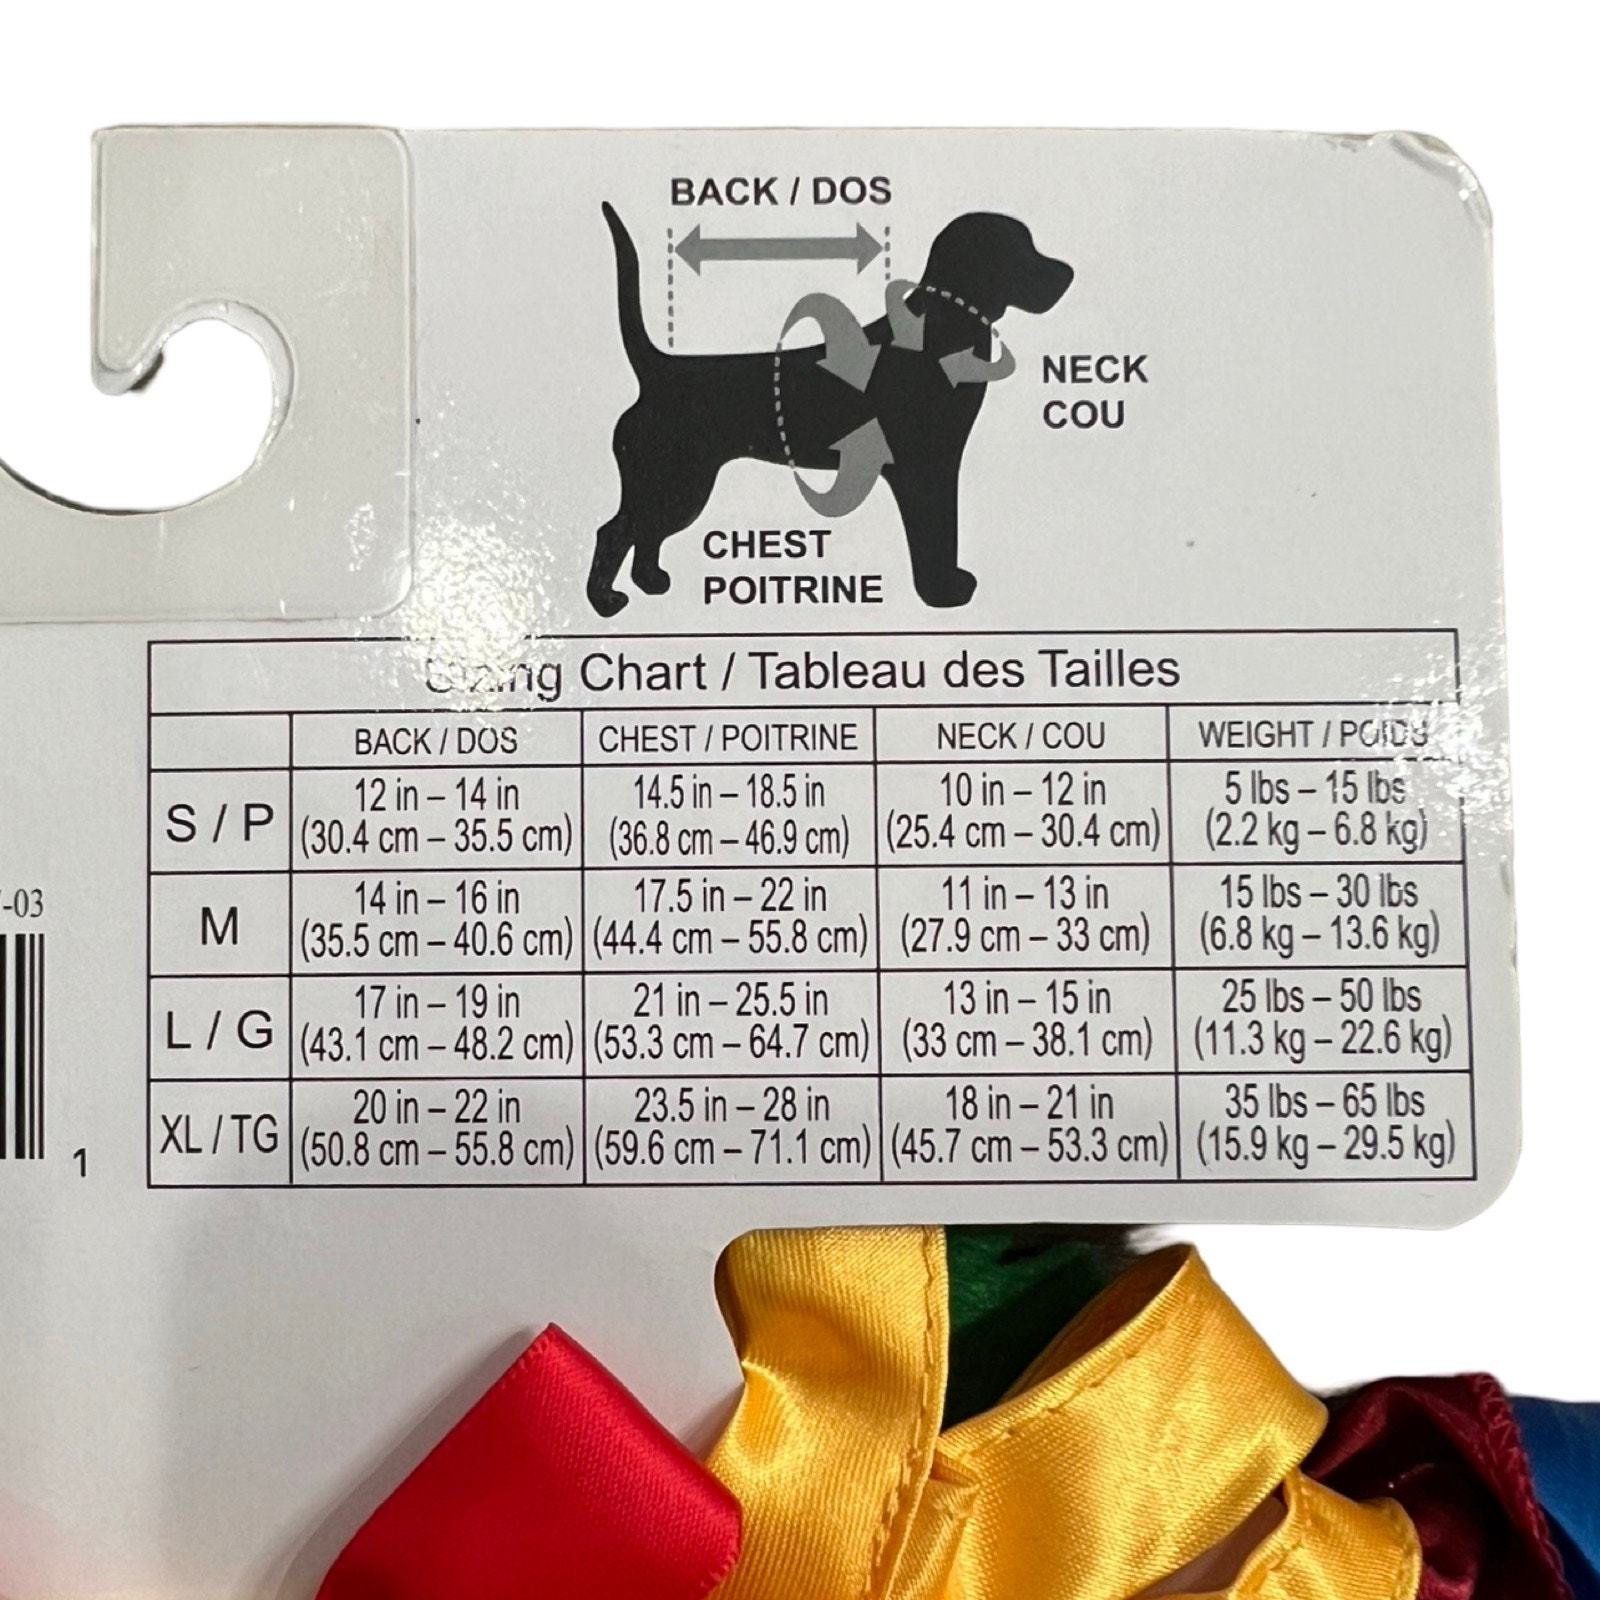 BACK / DOS
NECK
COU
CHEST
POITRINE
Sizing Chart / Tableau des Tailles
BACK / DOS CHEST / POITRINE NECK / COU WEIGHT / POIDS
S / P 12 in – 14 in 14.5 in – 18.5 in 10 in – 12 in 5 lbs – 15 lbs
(30.4 cm – 35.5 cm) (36.8 cm – 46.9 cm) (25.4 cm – 30.4 cm) (2.2 kg – 6.8 kg)
M 14 in – 16 in 17.5 in – 22 in 11 in – 13 in 15 lbs – 30 lbs
(35.5 cm – 40.6 cm) (44.4 cm – 55.8 cm) (27.9 cm – 33 cm) (6.8 kg – 13.6 kg)
L / G 17 in – 19 in 21 in – 25.5 in 13 in – 15 in 25 lbs – 50 lbs
(43.1 cm – 48.2 cm) (53.3 cm – 64.7 cm) (33 cm – 38.1 cm) (11.3 kg – 22.6 kg)
XL / TG 20 in – 22 in 23.5 in – 28 in 18 in – 21 in 35 lbs – 65 lbs
(50.8 cm – 55.8 cm) (59.6 cm – 71.1 cm) (45.7 cm – 53.3 cm) (15.9 kg – 29.5 kg)
-03
1